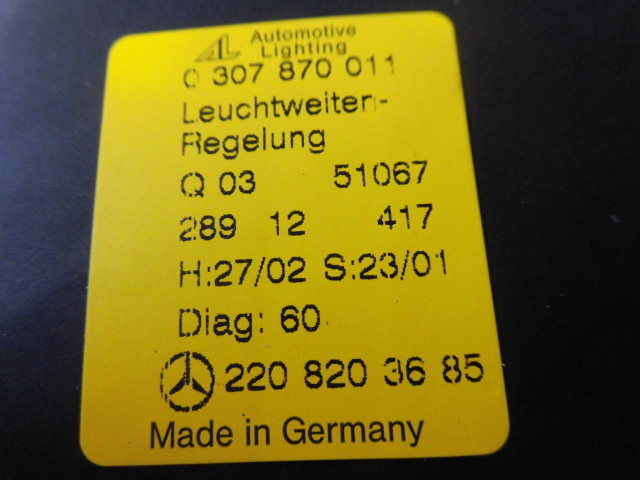 AL Automotive
Lighting
0 307 870 011
Leuchtweiten-
Regelung
Q 03 51067
289 12 417
H:27/02 S:23/01
Diag: 60
220 820 36 85
Made in Germany